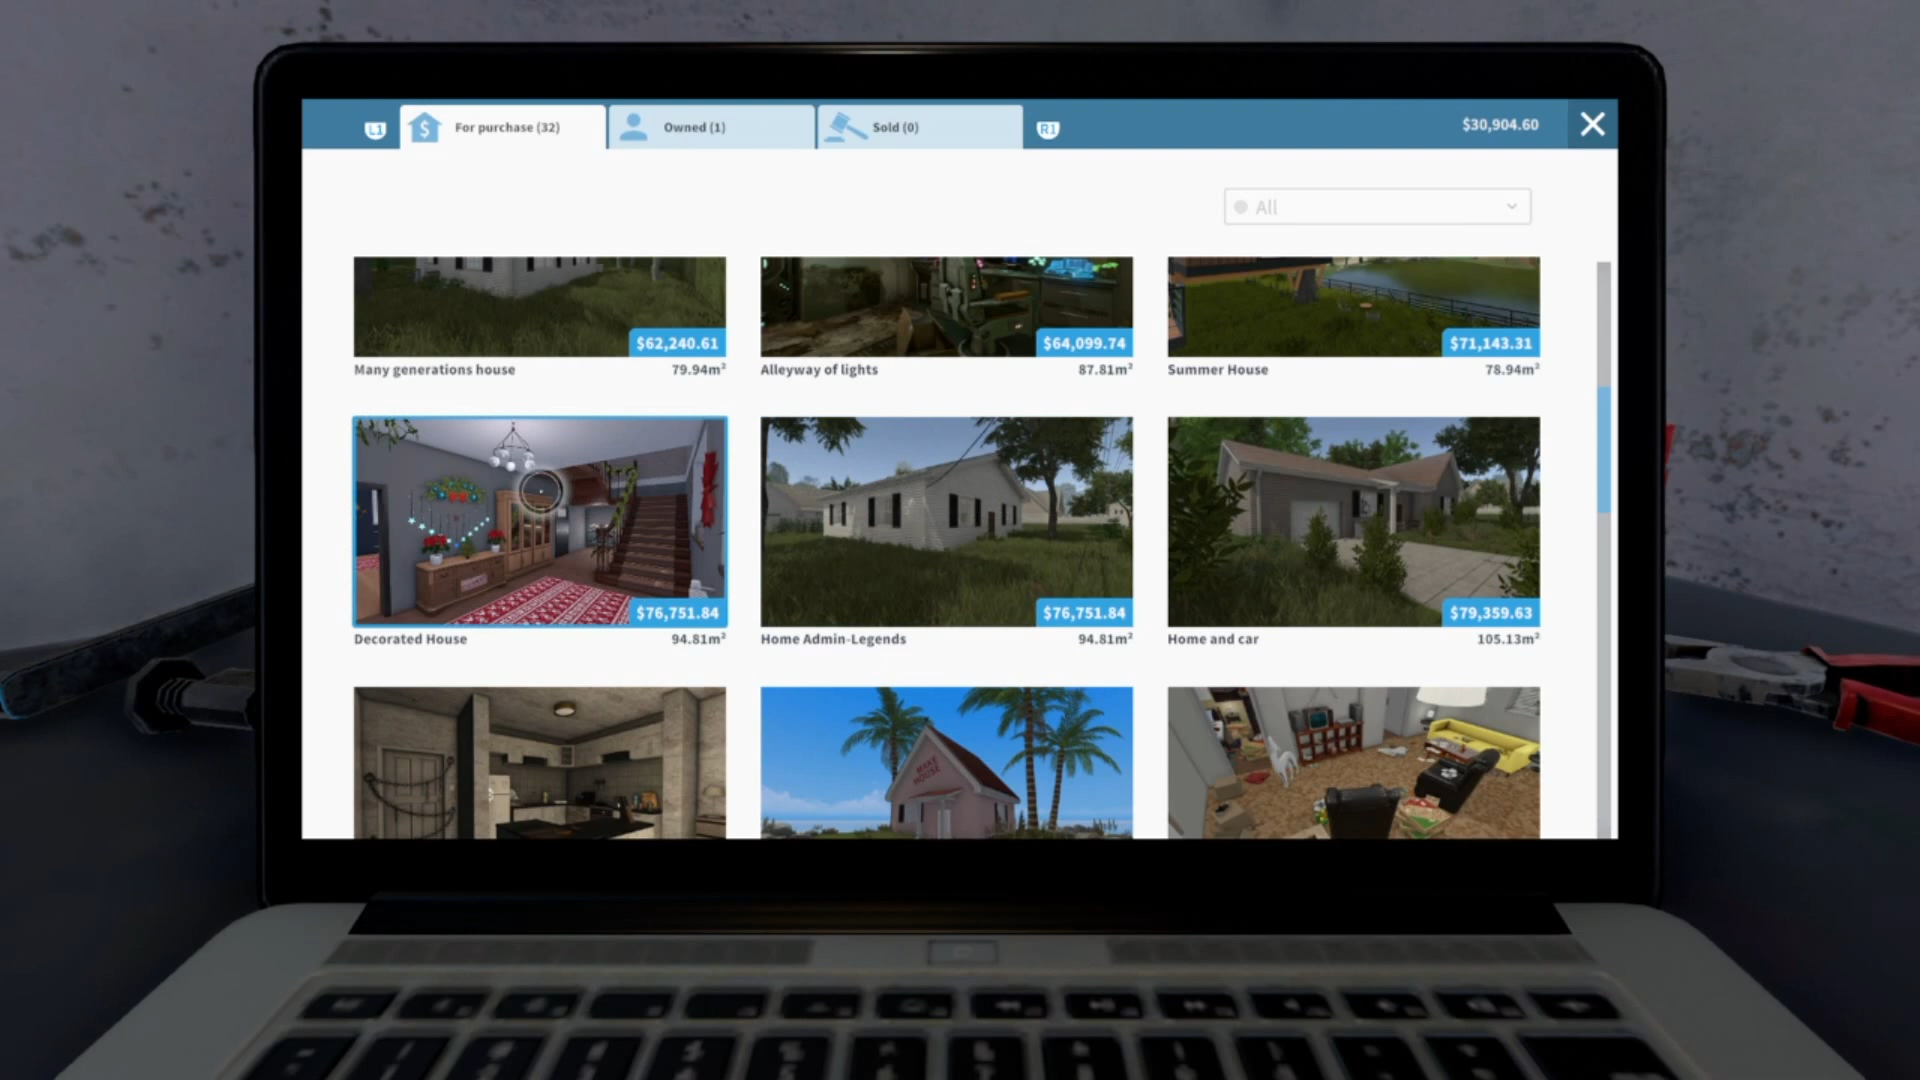 L1
For purchase (32)
Owned (1)
Sold (0)
R1
$30,904.60
All
$62,240.61
$64,099.74
$71,143.31
Many generations house 79.94m²
Alleyway of lights 87.81m²
Summer House 78.94m²
$76,751.84
$76,751.84
$79,359.63
Decorated House 94.81m²
Home Admin-Legends 94.81m²
Home and car 105.13m²
MAKE
HOUSE